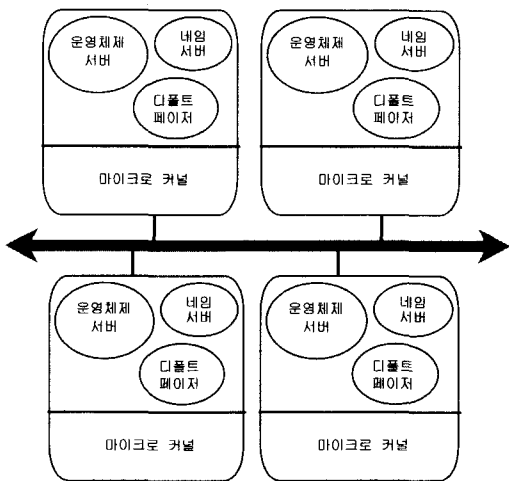 운영체제
서버
네임
서버
디폴트
페이저
마이크로 커널
운영체제
서버
네임
서버
디폴트
페이저
마이크로 커널
운영체제
서버
네임
서버
디폴트
페이저
마이크로 커널
운영체제
서버
네임
서버
디폴트
페이저
마이크로 커널